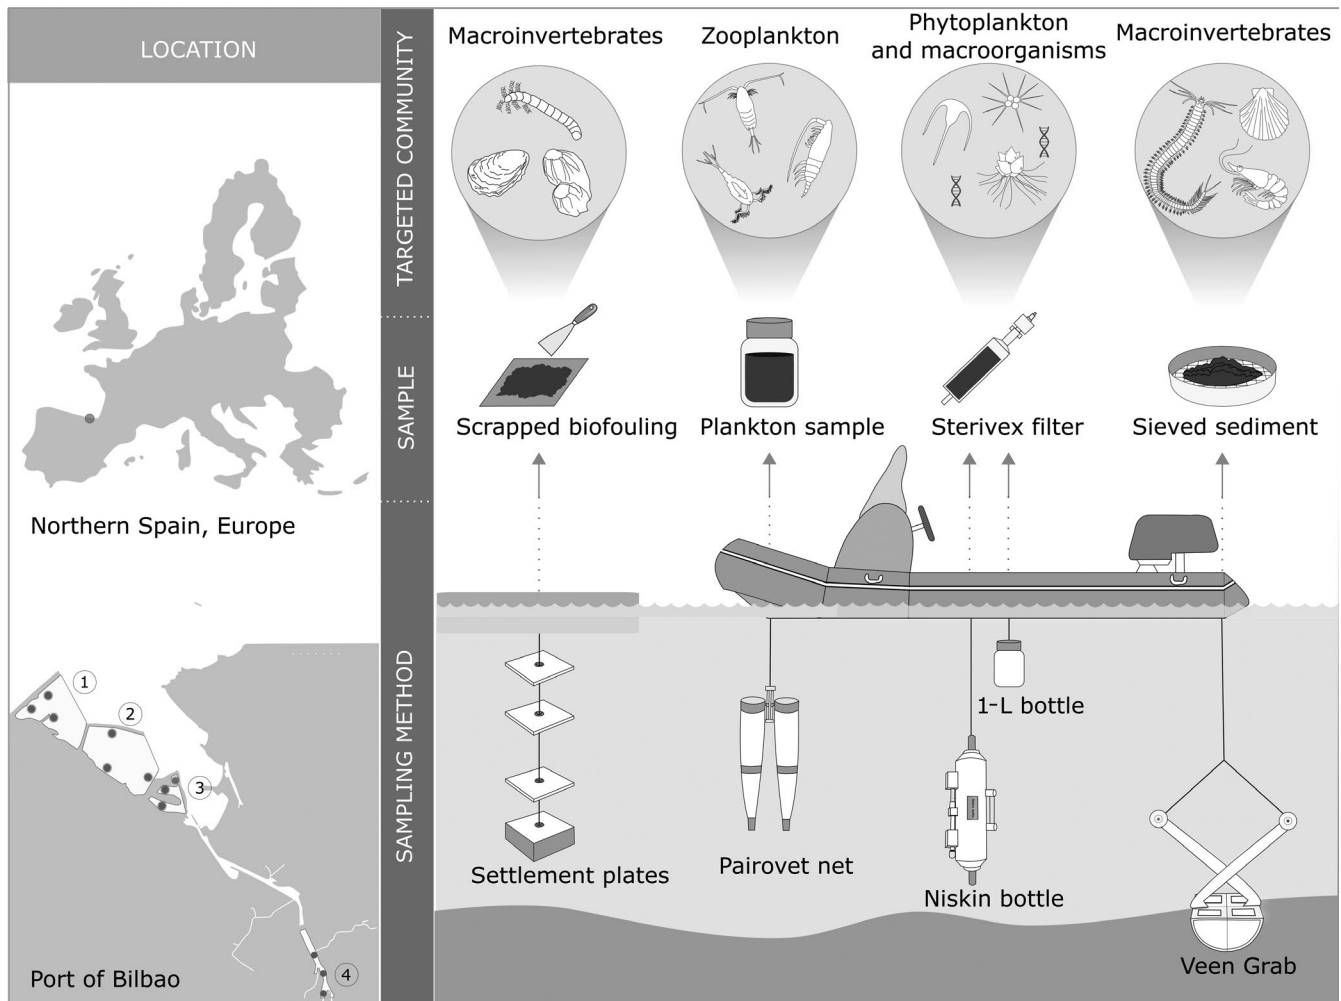 LOCATION
Northern Spain, Europe
1
2
3
4
Port of Bilbao
TARGETED COMMUNITY
SAMPLE
SAMPLING METHOD
Macroinvertebrates
Zooplankton
Phytoplankton
and macroorganisms
Macroinvertebrates
Scrapped biofouling
Plankton sample
Sterivex filter
Sieved sediment
Settlement plates
Pairovet net
Niskin bottle
1-L bottle
Veen Grab